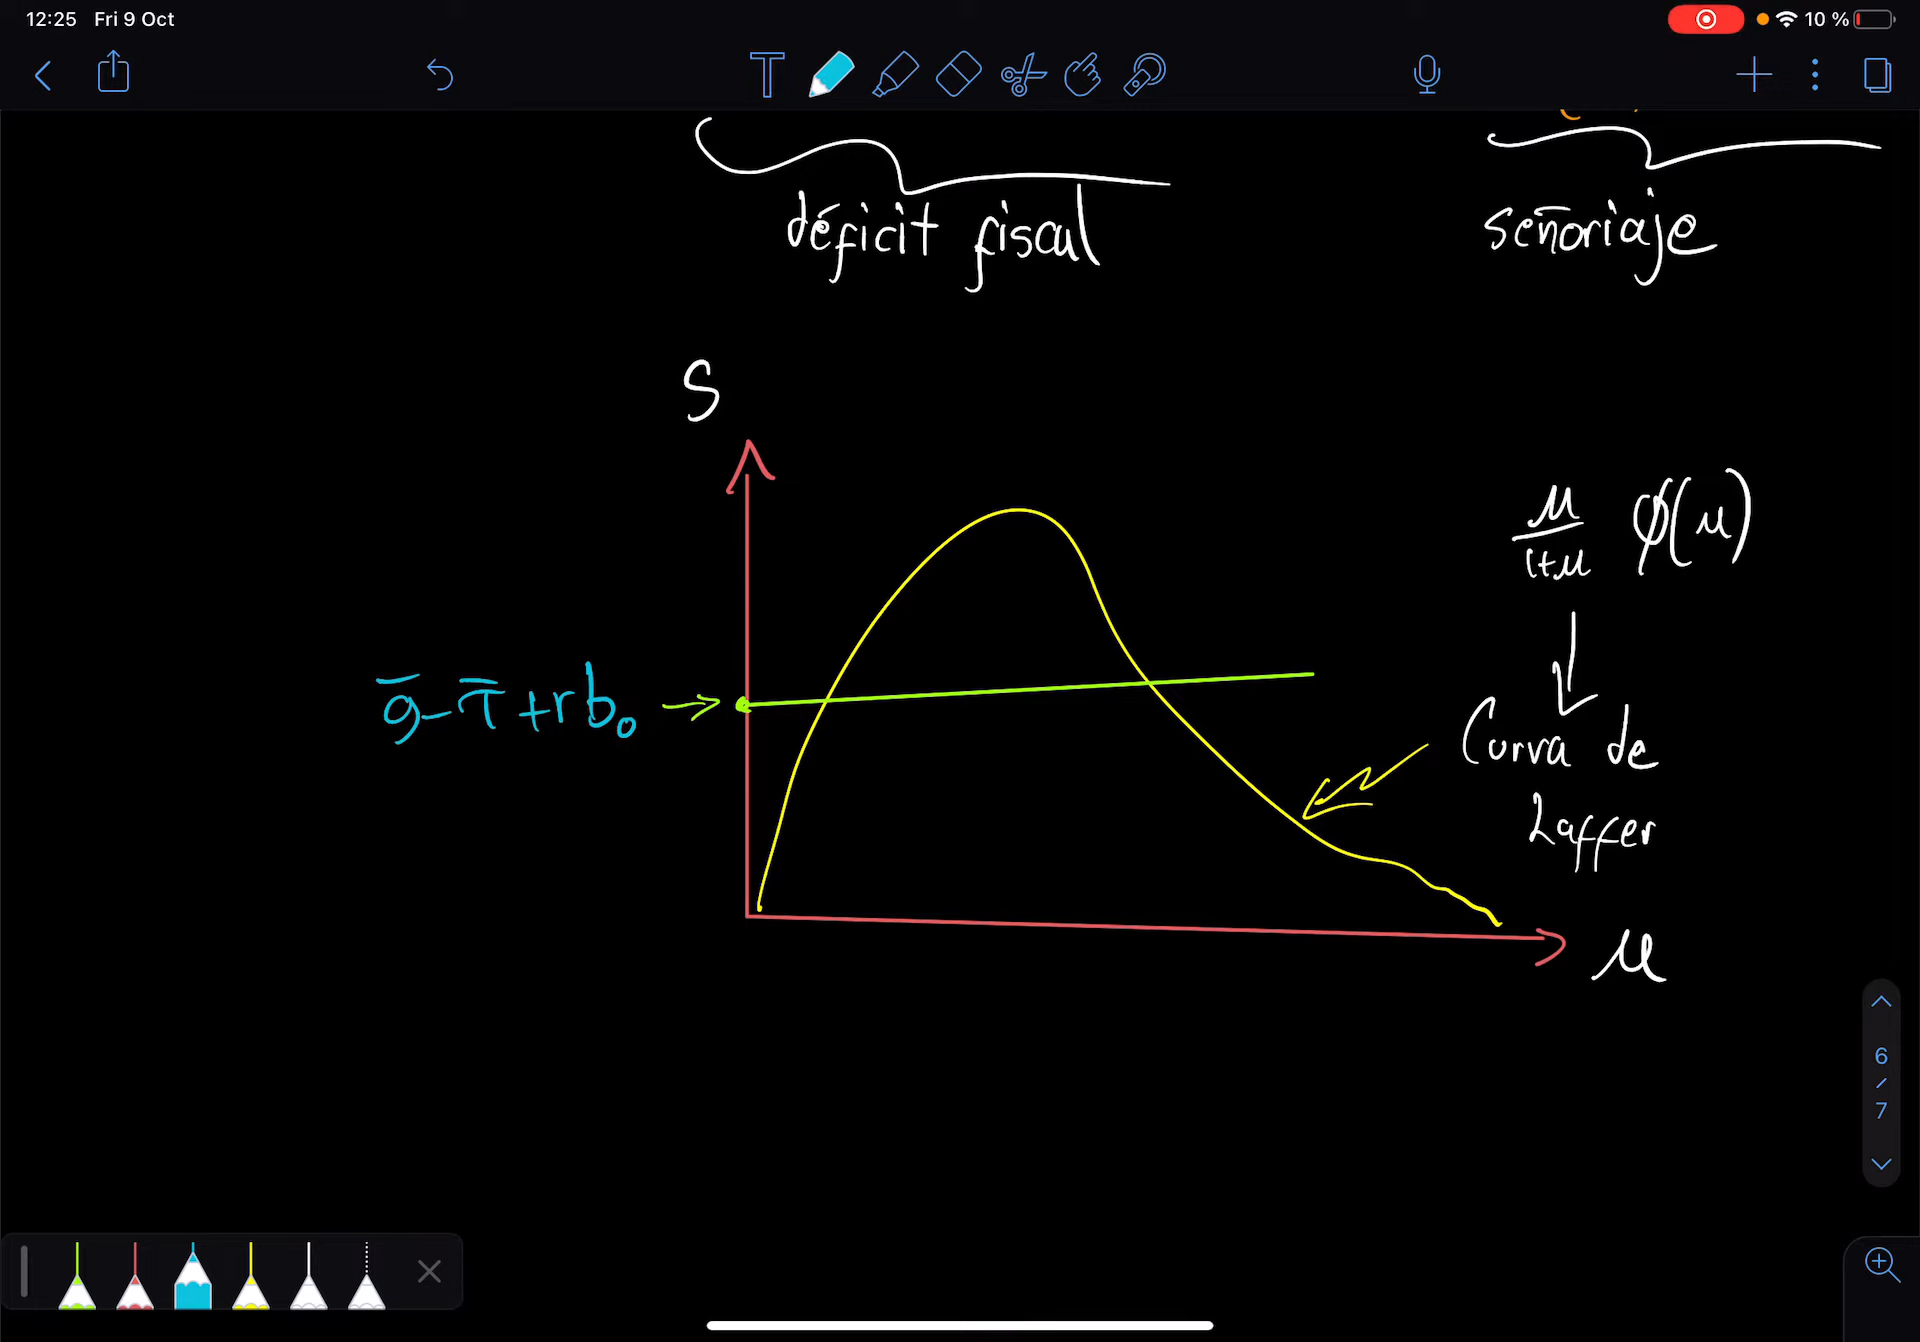 12:25 Fri 9 Oct
10 %
T
déficit fiscal
señoriaje
S
μ/1+μ φ(μ)
ḡ-τ̄+rb₀
Curva de
Laffer
μ
6
/
7